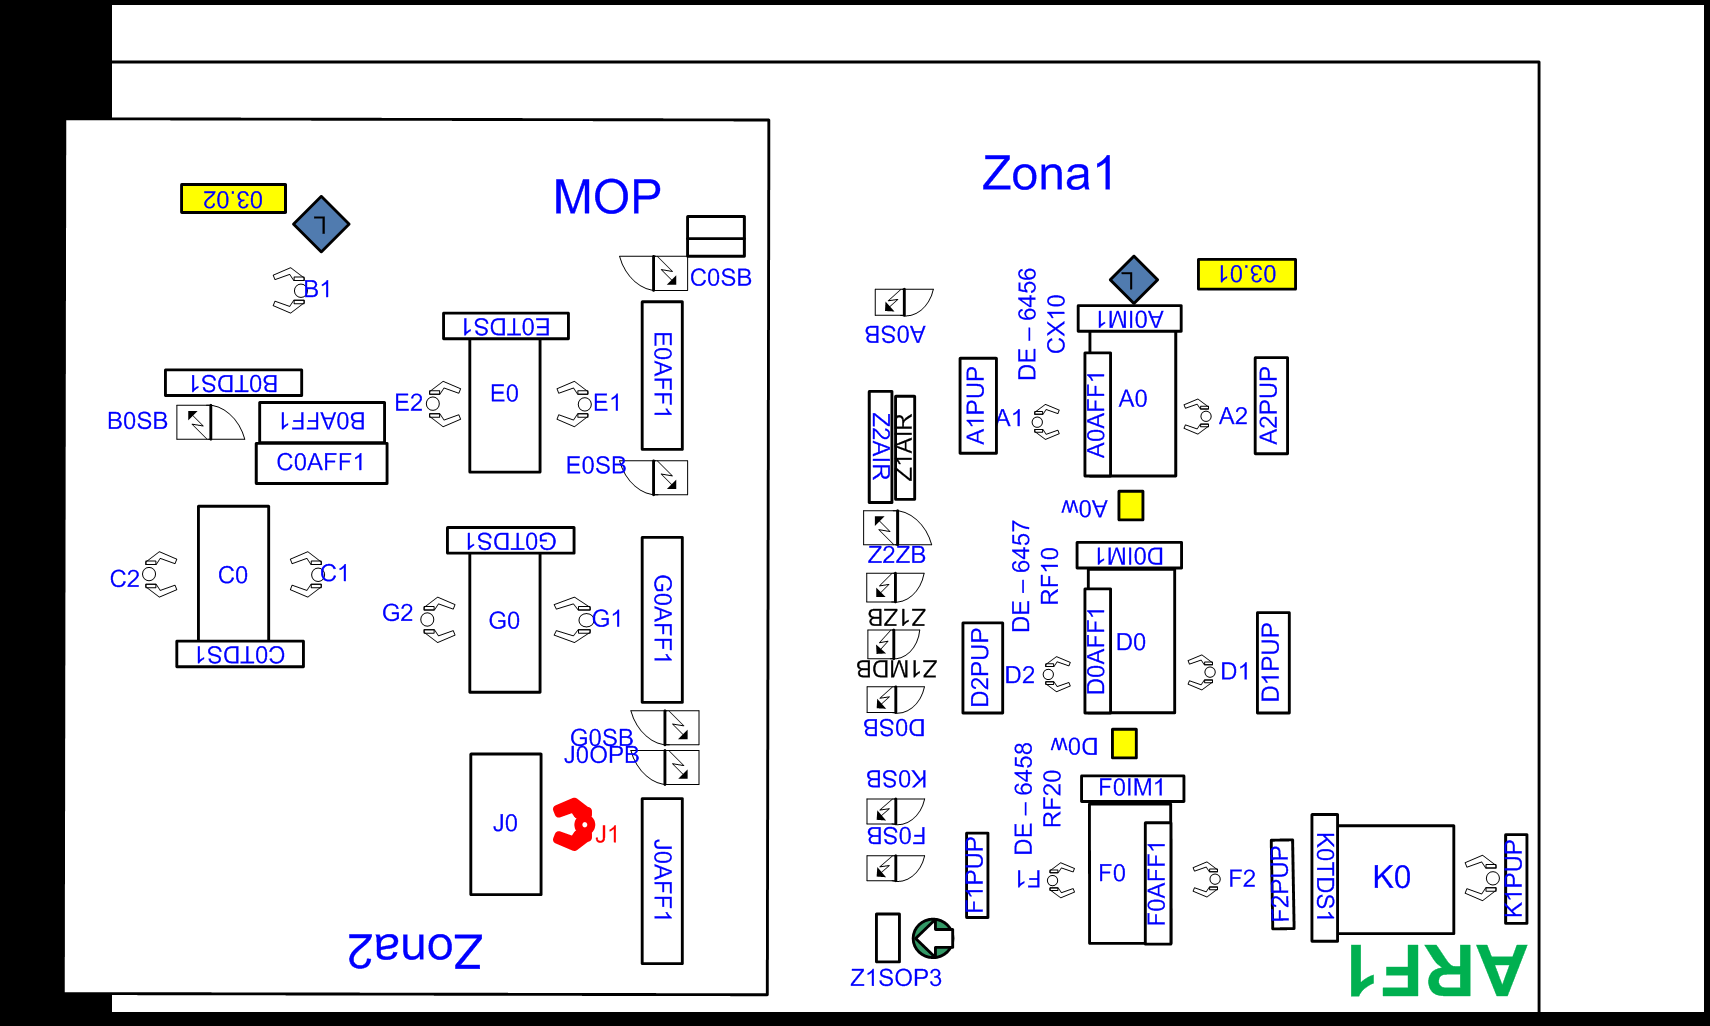 Zona1
MOP
03.02
L
B1
C0SB
E0TDS1
E0AFF1
B0TDS1
B0SB
B0AFF1
C0AFF1
E2
E0
E1
E0SB
C2
C0
C1
C0TDS1
G0TDS1
G2
G0
G1
G0AFF1
G0SB
J0OPB
J0
J1
J0AFF1
Zona2
A0SB
DE – 6456
CX10
L
03.01
A0IM1
A1PUP
A1
A0AFF1
A0
A2
A2PUP
Z2AIR
Z1AIR
A0w
Z2ZB
Z1ZB
Z1MDB
D0SB
DE – 6457
RF10
D0IM1
D2PUP
D2
D0AFF1
D0
D1
D1PUP
D0w
K0SB
F0SB
DE – 6458
RF20
F0IM1
F1PUP
F1
F0
F0AFF1
F2
F2PUP
K0TDS1
K0
K1PUP
Z1SOP3
ARF1